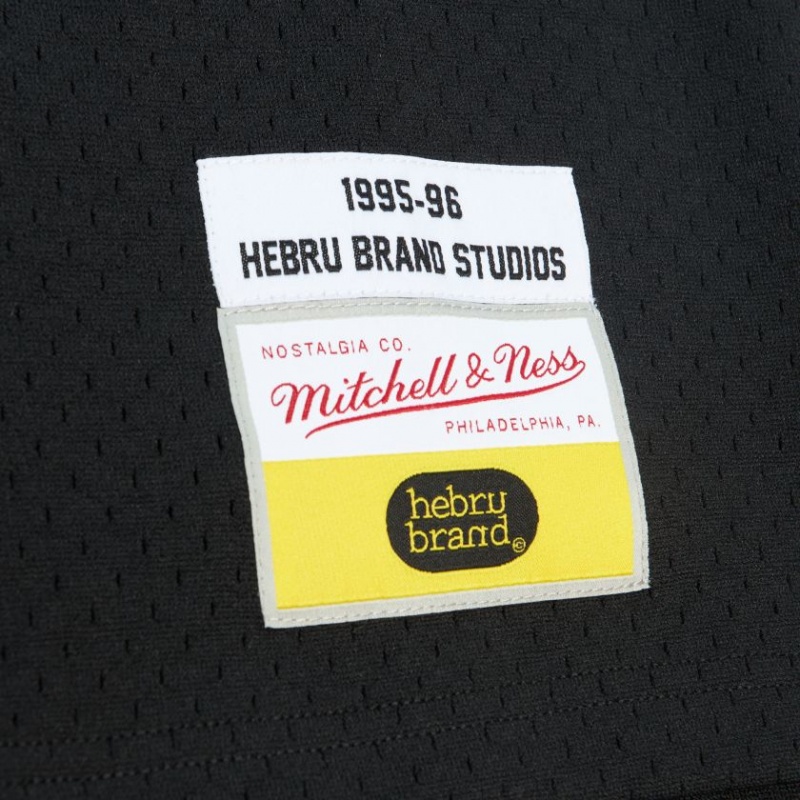 1995-96
HEBRU BRAND STUDIOS
NOSTALGIA CO.
Mitchell & Ness
PHILADELPHIA, PA.
hebru
brand©